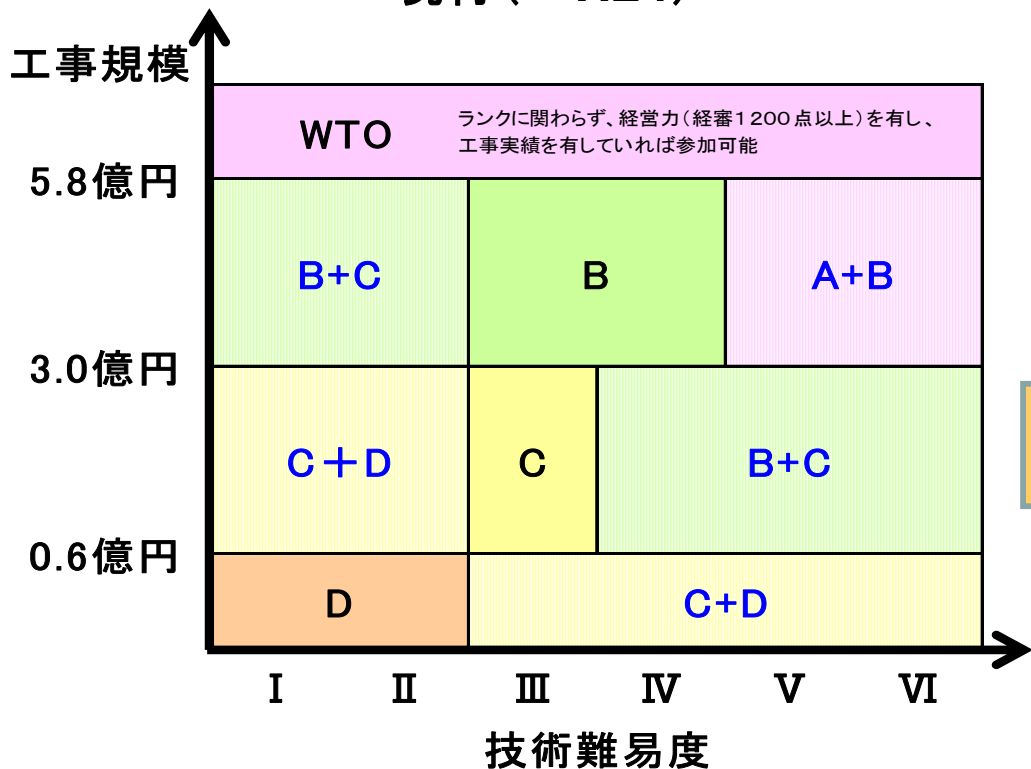 工事規模
WTO
ランクに関わらず、経営力(経審1200点以上)を有し、
工事実績を有していれば参加可能
5.8億円
B+C
B
A+B
3.0億円
C+D
C
B+C
0.6億円
D
C+D
Ⅰ Ⅱ Ⅲ Ⅳ Ⅴ Ⅵ
技術難易度